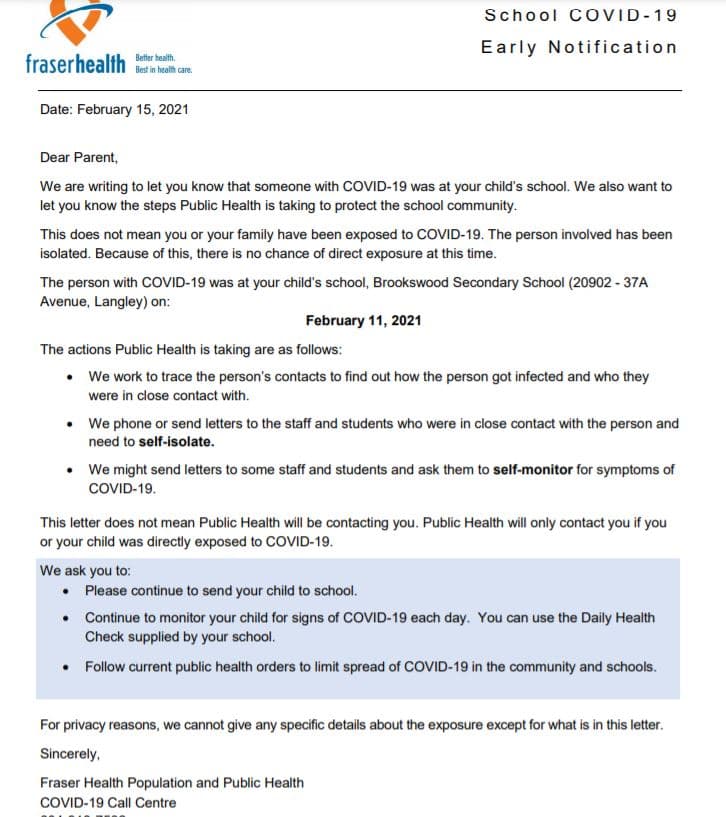 School COVID-19
Early Notification
fraserhealth
Better health.
Best in health care.
Date: February 15, 2021
Dear Parent,
We are writing to let you know that someone with COVID-19 was at your child's school. We also want to
let you know the steps Public Health is taking to protect the school community.
This does not mean you or your family have been exposed to COVID-19. The person involved has been
isolated. Because of this, there is no chance of direct exposure at this time.
The person with COVID-19 was at your child's school, Brookswood Secondary School (20902 - 37A
Avenue, Langley) on:
February 11, 2021
The actions Public Health is taking are as follows:
• We work to trace the person's contacts to find out how the person got infected and who they
were in close contact with.
• We phone or send letters to the staff and students who were in close contact with the person and
need to self-isolate.
• We might send letters to some staff and students and ask them to self-monitor for symptoms of
COVID-19.
This letter does not mean Public Health will be contacting you. Public Health will only contact you if you
or your child was directly exposed to COVID-19.
We ask you to:
• Please continue to send your child to school.
• Continue to monitor your child for signs of COVID-19 each day. You can use the Daily Health
Check supplied by your school.
• Follow current public health orders to limit spread of COVID-19 in the community and schools.
For privacy reasons, we cannot give any specific details about the exposure except for what is in this letter.
Sincerely,
Fraser Health Population and Public Health
COVID-19 Call Centre